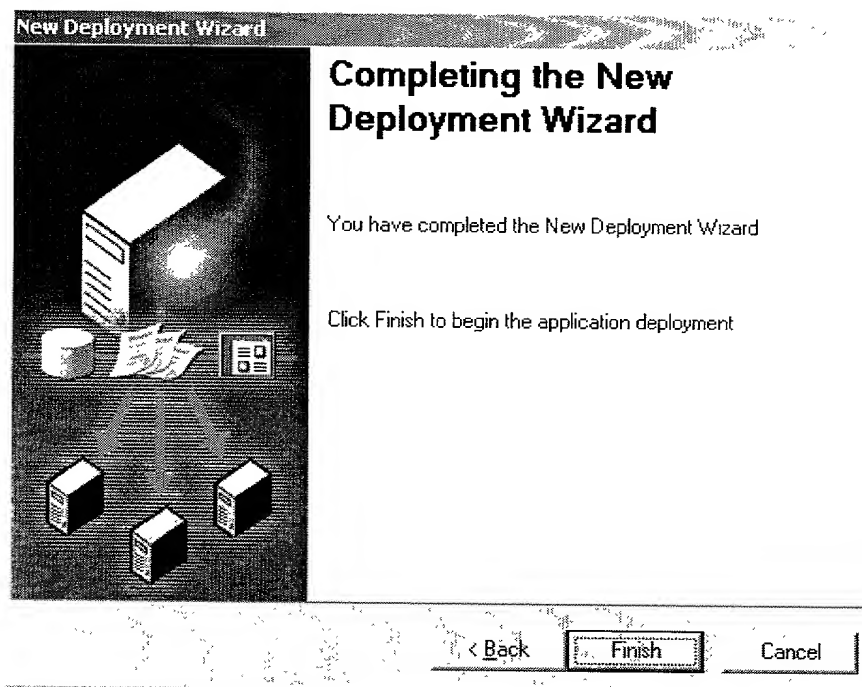 New Deployment Wizard
Completing the New
Deployment Wizard
You have completed the New Deployment Wizard
Click Finish to begin the application deployment
< Back
Finish
Cancel